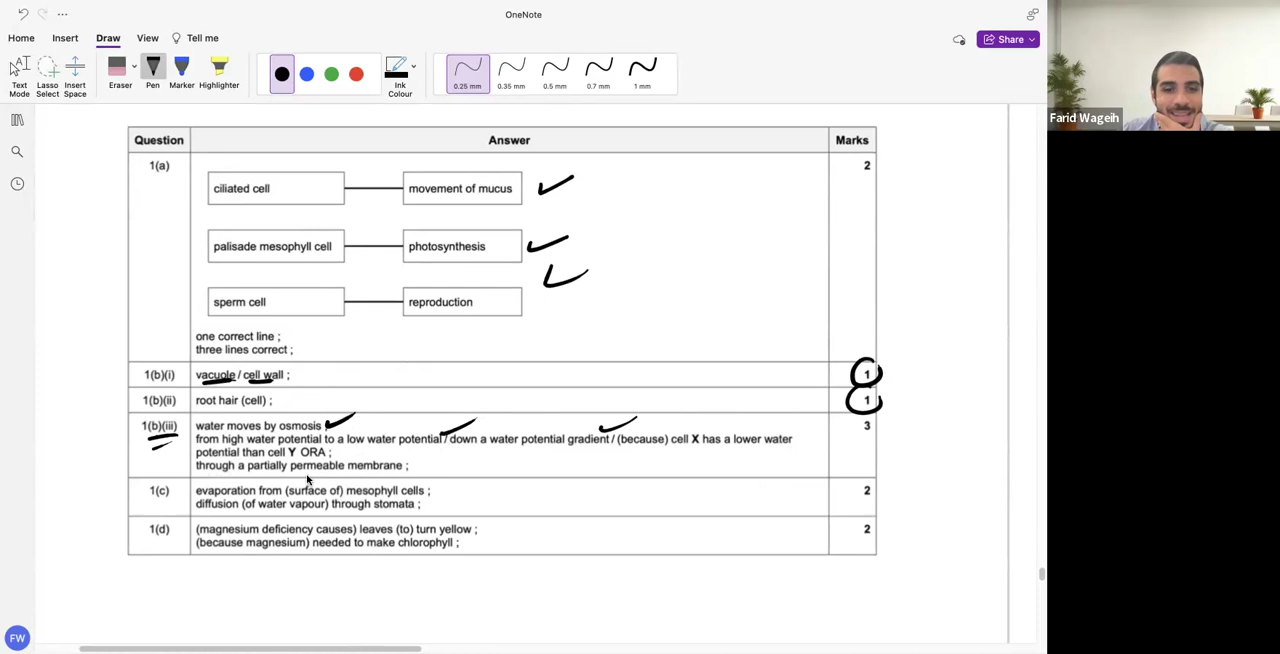 OneNote
Home Insert Draw View Tell me
Share
Text Mode
Lasso Select
Insert Space
Eraser
Pen
Marker
Highlighter
0.25 mm
0.35 mm
0.5 mm
0.7 mm
1 mm
Ink Colour
Farid Wageih
Question Answer Marks
1(a) 2
ciliated cell movement of mucus
palisade mesophyll cell photosynthesis
sperm cell reproduction
one correct line ;
three lines correct ;
1(b)(i) vacuole / cell wall ; 1
1(b)(ii) root hair (cell) ; 1
1(b)(iii) water moves by osmosis 3
from high water potential to a low water potential / down a water potential gradient / (because) cell X has a lower water
potential than cell Y ORA ;
through a partially permeable membrane ;
1(c) evaporation from (surface of) mesophyll cells ; 2
diffusion (of water vapour) through stomata ;
1(d) (magnesium deficiency causes) leaves (to) turn yellow ; 2
(because magnesium) needed to make chlorophyll ;
FW